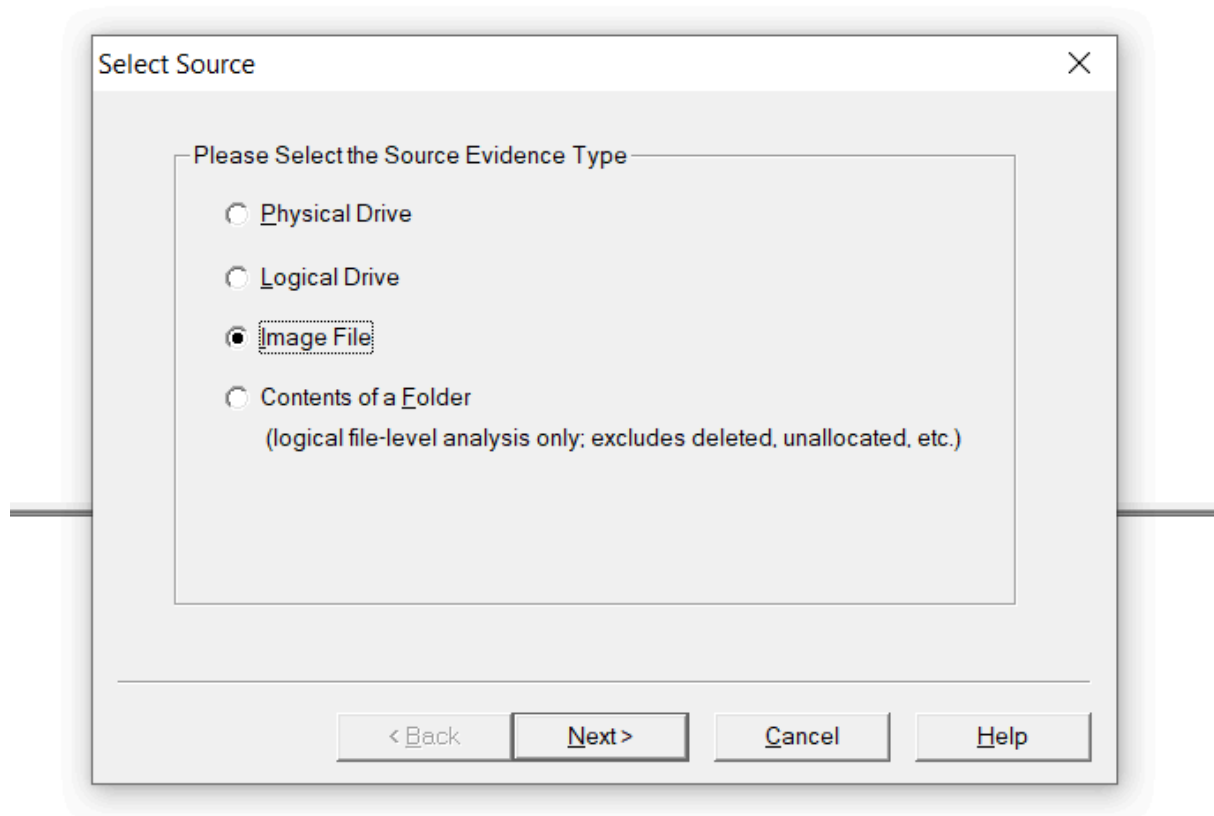 Select Source
Please Select the Source Evidence Type
Physical Drive
Logical Drive
Image File
Contents of a Folder
(logical file-level analysis only; excludes deleted, unallocated, etc.)
< Back Next > Cancel Help